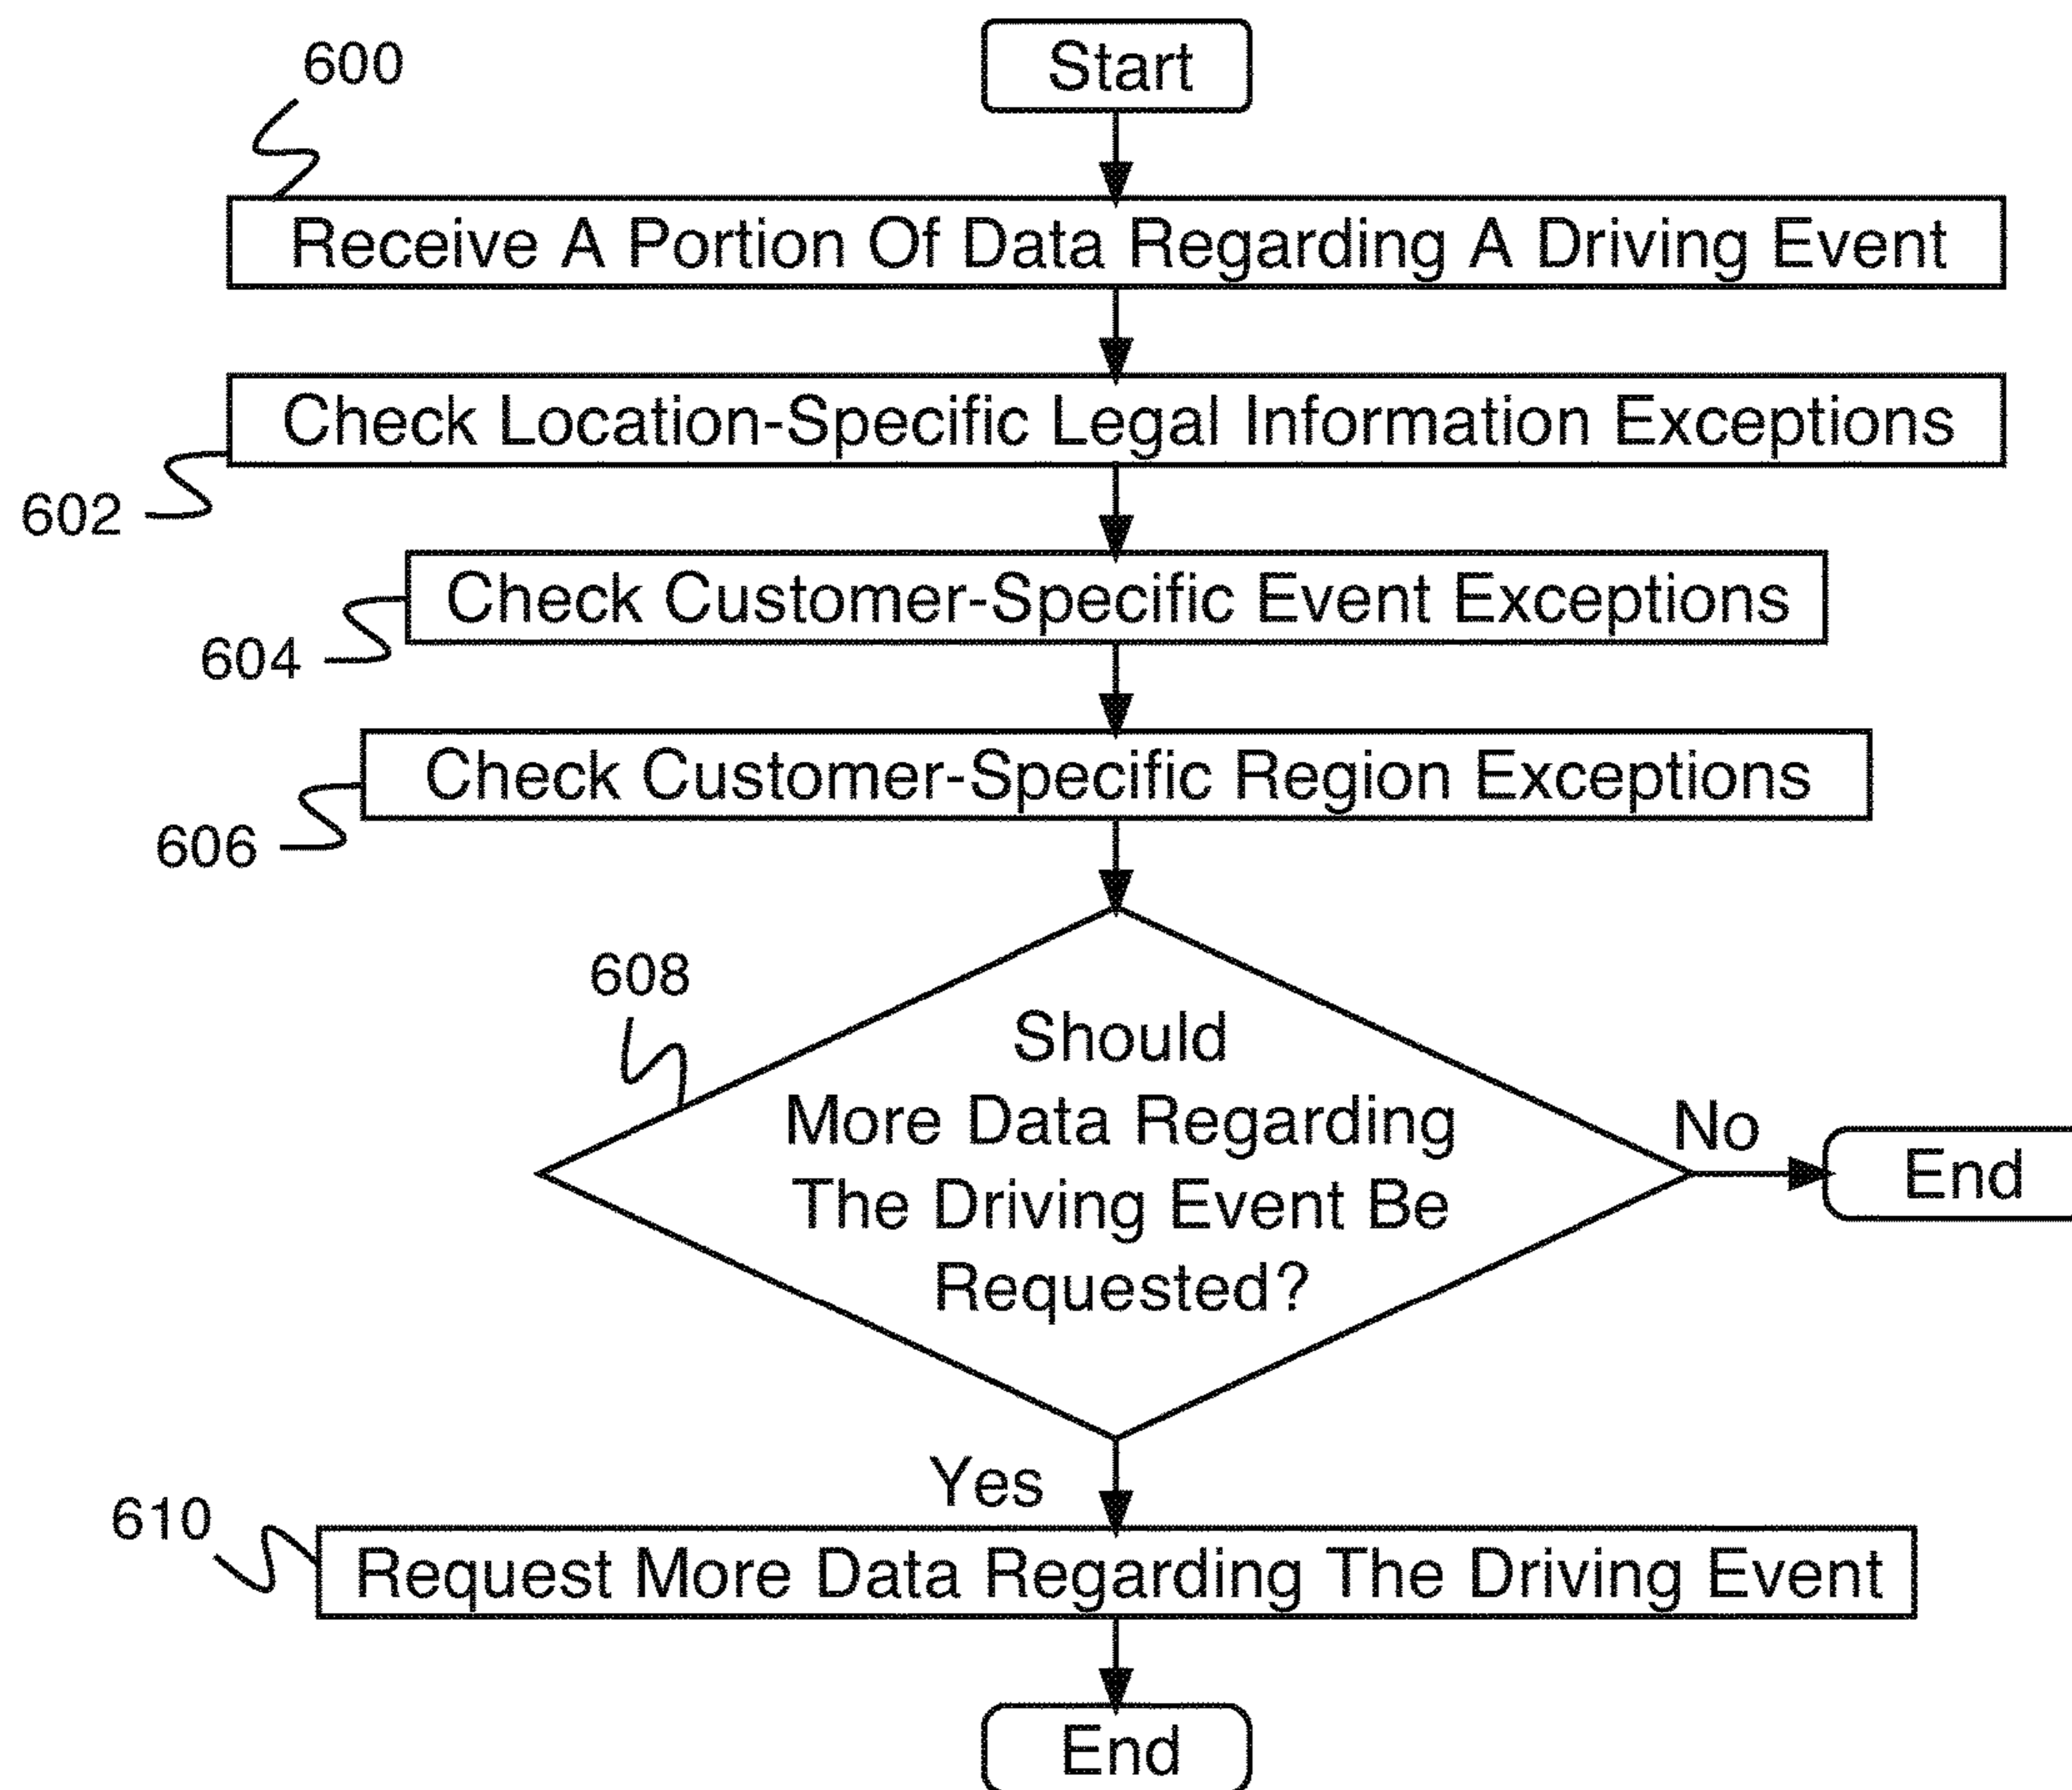 Start
600
Receive A Portion Of Data Regarding A Driving Event
Check Location-Specific Legal Information Exceptions
602
Check Customer-Specific Event Exceptions
604
Check Customer-Specific Region Exceptions
606
608
Should
More Data Regarding
The Driving Event Be
Requested?
No
End
Yes
610
Request More Data Regarding The Driving Event
End